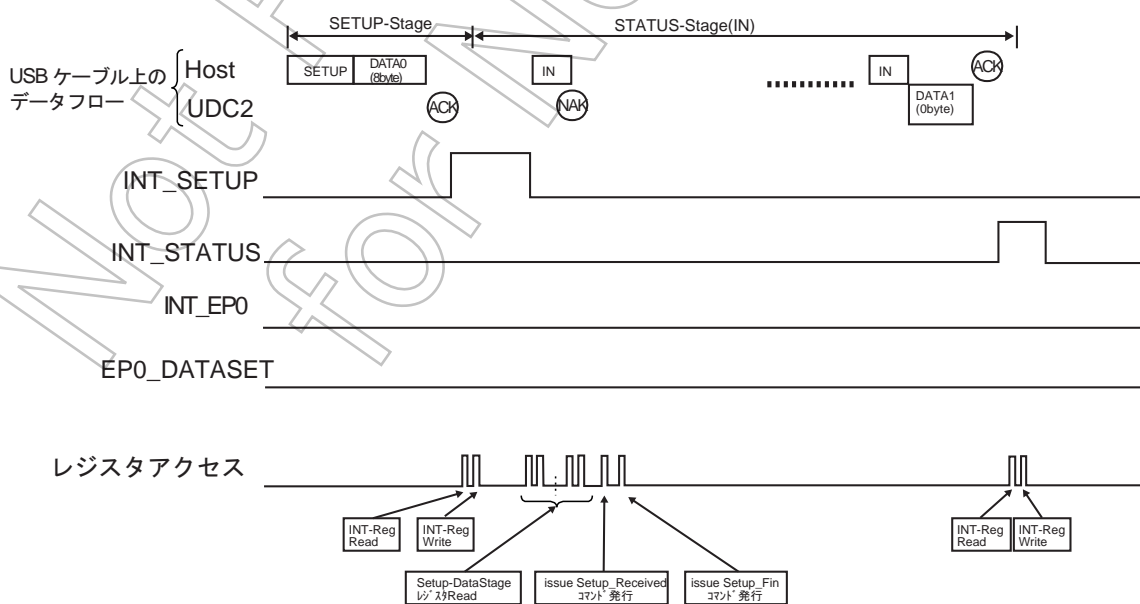 SETUP-Stage
STATUS-Stage(IN)
USB ケーブル上の
データフロー
Host
UDC2
SETUP
DATA0
(8byte)
ACK
IN
NAK
IN
DATA1
(0byte)
ACK
INT_SETUP
INT_STATUS
INT_EP0
EP0_DATASET
レジスタアクセス
INT-Reg
Read
INT-Reg
Write
INT-Reg
Read
INT-Reg
Write
Setup-DataStage
ﾚｼﾞｽﾀRead
issue Setup_Received
ｺﾏﾝﾄﾞ発行
issue Setup_Fin
ｺﾏﾝﾄﾞ発行
Not
for